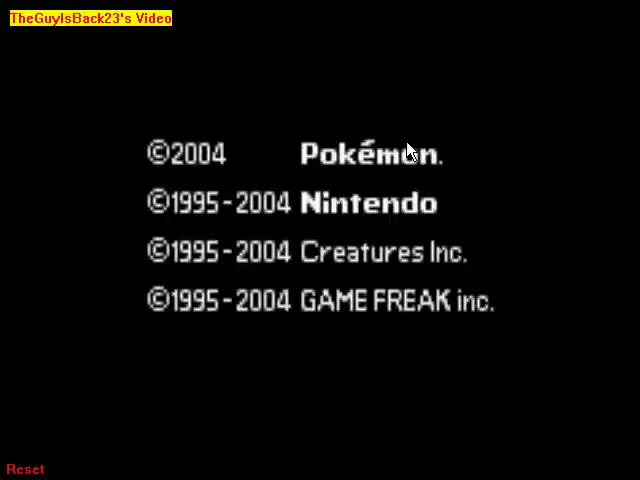 TheGuyIsBack23's Video
©2004 Pokémon.
©1995-2004 Nintendo
©1995-2004 Creatures Inc.
©1995-2004 GAME FREAK inc.
Reset